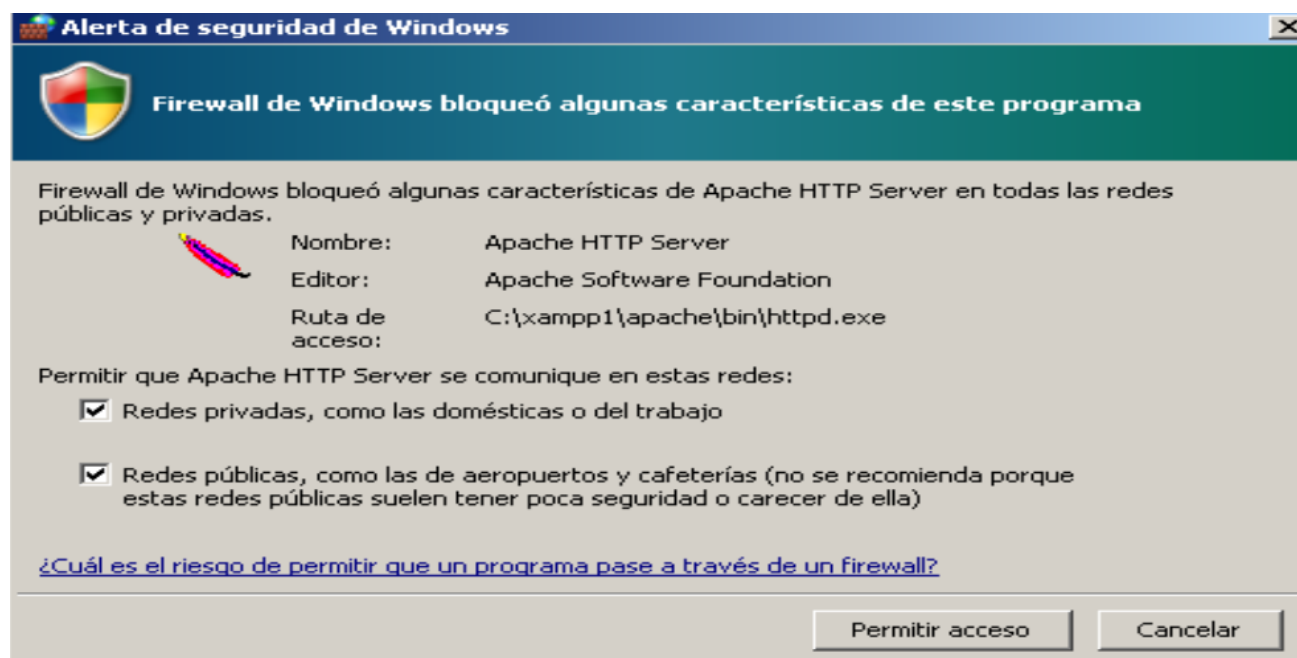 Alerta de seguridad de Windows
Firewall de Windows bloqueó algunas características de este programa
Firewall de Windows bloqueó algunas características de Apache HTTP Server en todas las redes
públicas y privadas.
Nombre: Apache HTTP Server
Editor: Apache Software Foundation
Ruta de C:\xampp1\apache\bin\httpd.exe
acceso:
Permitir que Apache HTTP Server se comunique en estas redes:
Redes privadas, como las domésticas o del trabajo
Redes públicas, como las de aeropuertos y cafeterías (no se recomienda porque
estas redes públicas suelen tener poca seguridad o carecer de ella)
¿Cuál es el riesgo de permitir que un programa pase a través de un firewall?
Permitir acceso Cancelar